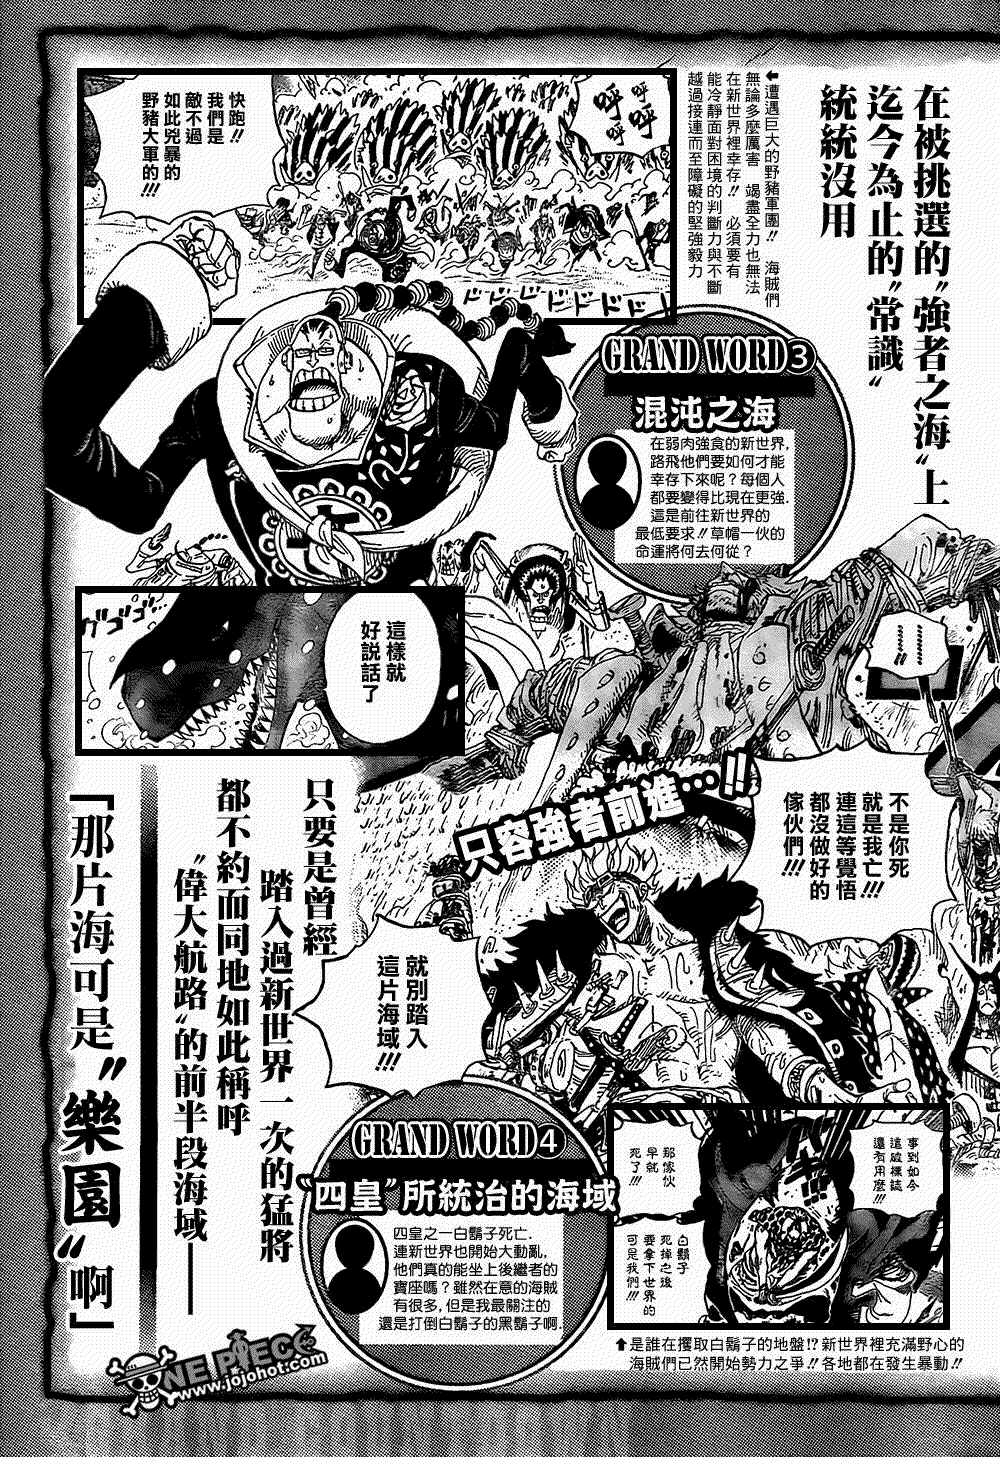 在被挑選的"強者之海"上
迄今為止的"常識"
統統沒用
⬅遭遇巨大的野豬軍團!! 海賊們
無論多麼厲害 竭盡全力也無法
在新世界裡幸存!! 必須要有
能冷靜面對困境的判斷力與不斷
越過接連而至障礙的堅強毅力
呼
呼
呼
呼
快跑!!
我們是
敵不過
如此兇暴的
野豬大軍的!!!
ドドドドドド
GRAND WORD③
混沌之海
在弱肉強食的新世界,
路飛他們要如何才能
幸存下來呢?每個人
都要變得比現在更強.
這是前往新世界的
最低要求!!草帽一伙的
命運將何去何從?
グゴゴゴ
這樣就
好說話了
只容強者前進…!!
不是你死
就是我亡!!!
連這等覺悟
都沒做好的
傢伙們!!!
就別踏入
這片海域!!!
只要是曾經
踏入過新世界一次的猛將
都不約而同地如此稱呼
"偉大航路"的前半段海域——
「那片海可是"樂園"啊」
GRAND WORD④
"四皇"所統治的海域
四皇之一白鬍子死亡.
連新世界也開始大動亂,
他們真的能坐上後繼者的
寶座嗎?雖然在意的海賊
有很多,但是我最關注的
還是打倒白鬍子的黑鬍子啊.
事到如今
這破標誌
還有用麼!!!
那傢伙
早就
死了!!!
白鬍子
死掉之後
要拿下世界的
可是我們!!!
⬆是誰在攫取白鬍子的地盤!?新世界裡充滿野心的
海賊們已然開始勢力之爭!!各地都在發生暴動!!
ONE PIECE
www.jojohot.com